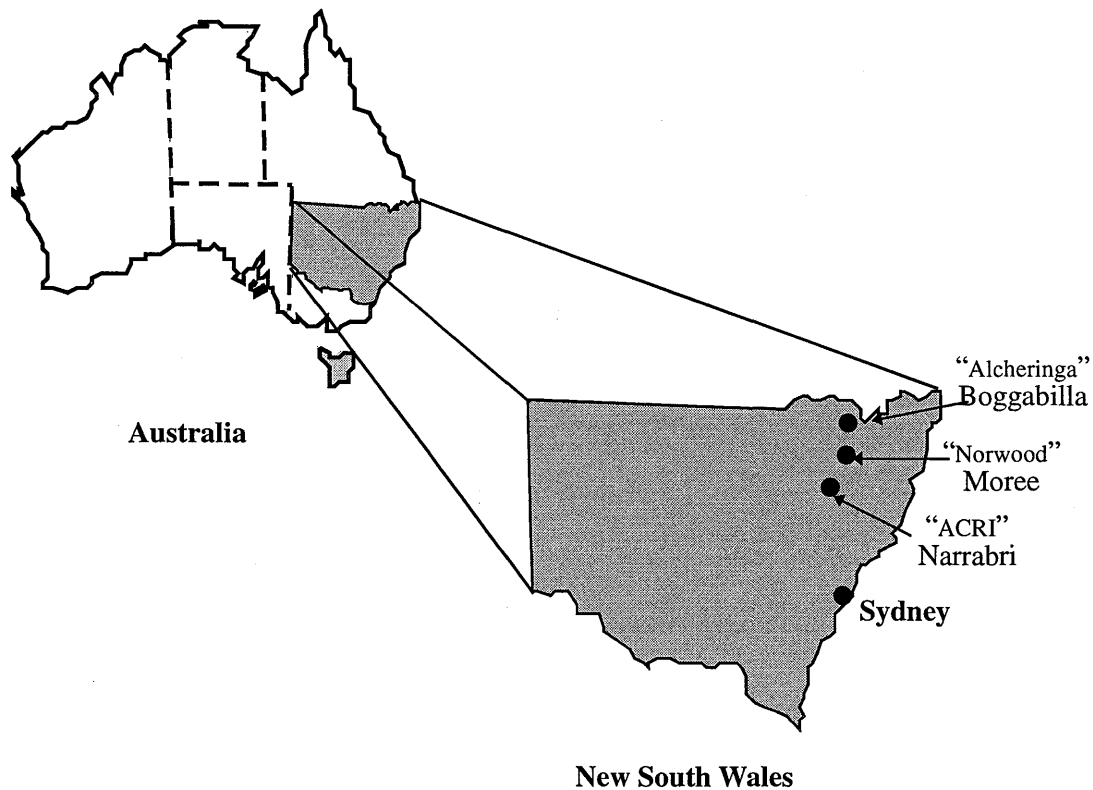 “Alcheringa”
Boggabilla
Australia
“Norwood”
Moree
“ACRI”
Narrabri
Sydney
New South Wales